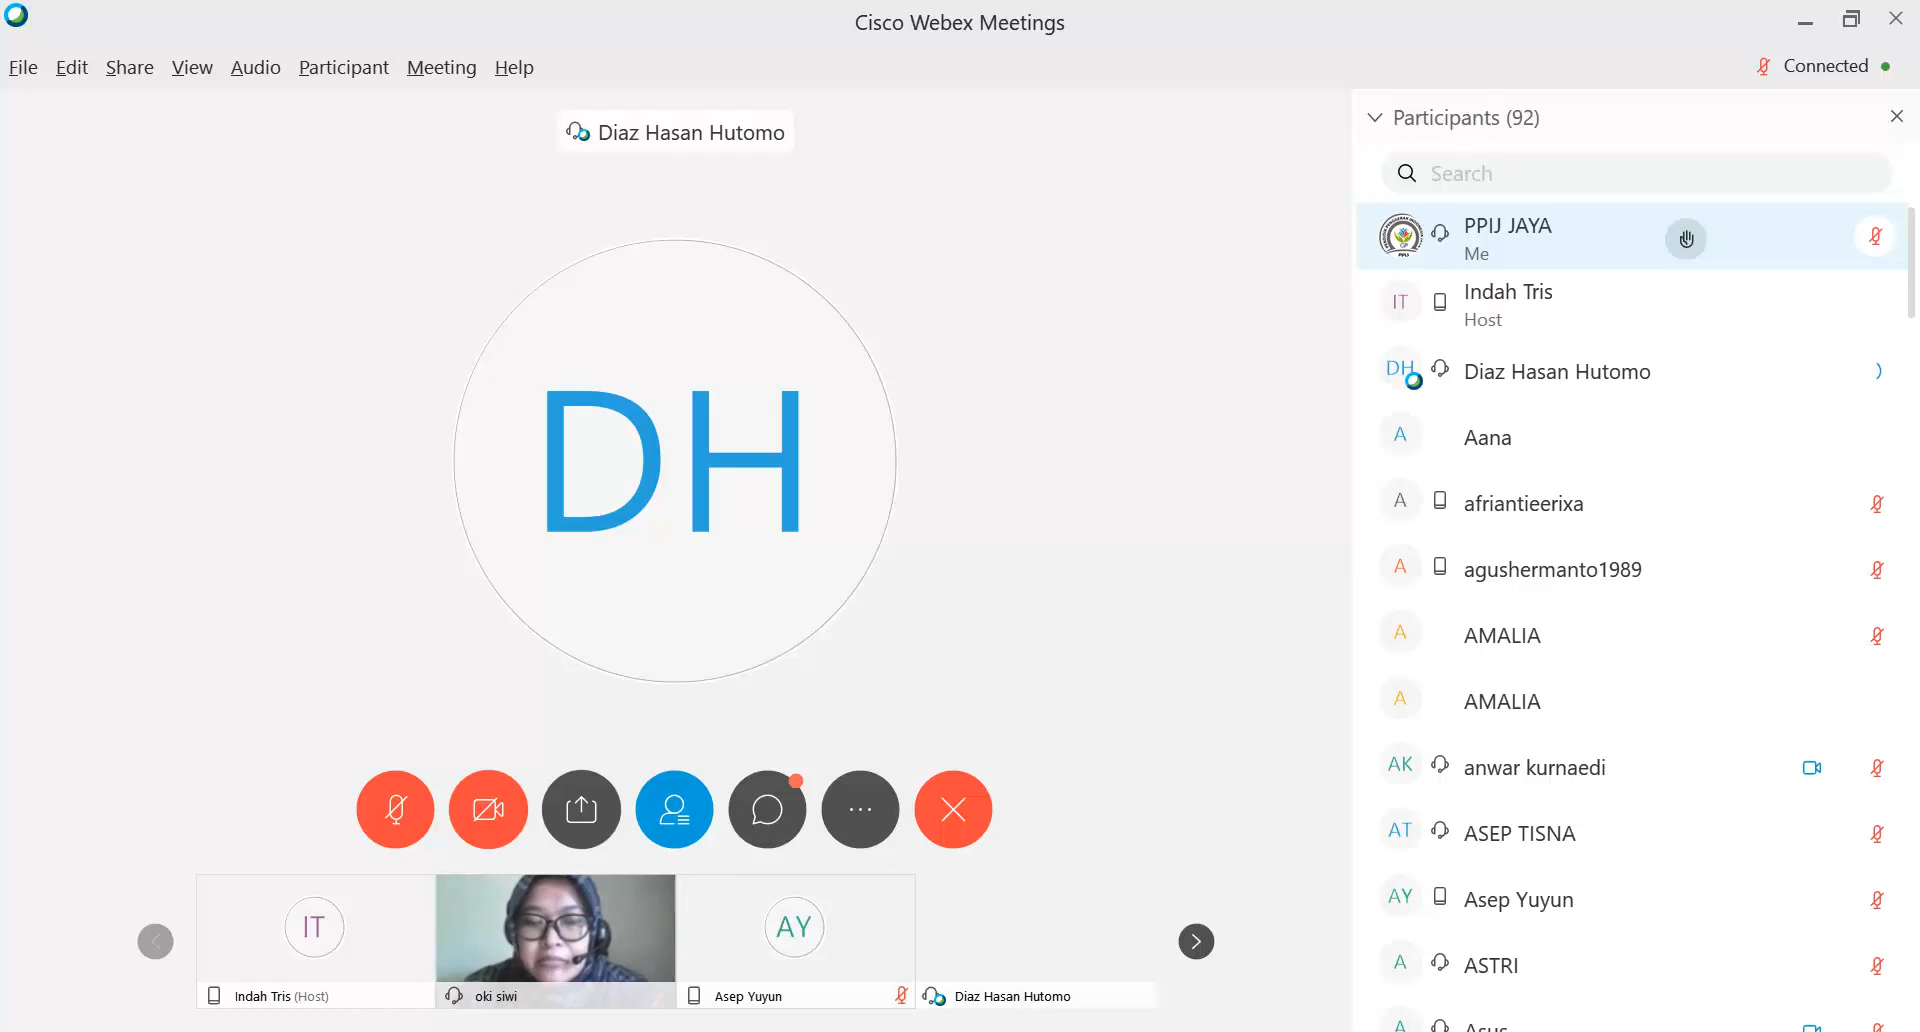 Cisco Webex Meetings
File Edit Share View Audio Participant Meeting Help
Connected
Diaz Hasan Hutomo
DH
Participants (92)
Search
PPIJ JAYA
Me
IT Indah Tris
Host
DH Diaz Hasan Hutomo
A Aana
A afriantieerixa
A agushermanto1989
A AMALIA
A AMALIA
AK anwar kurnaedi
AT ASEP TISNA
AY Asep Yuyun
A ASTRI
A Asus
IT
AY
Indah Tris (Host)
oki siwi
Asep Yuyun
Diaz Hasan Hutomo